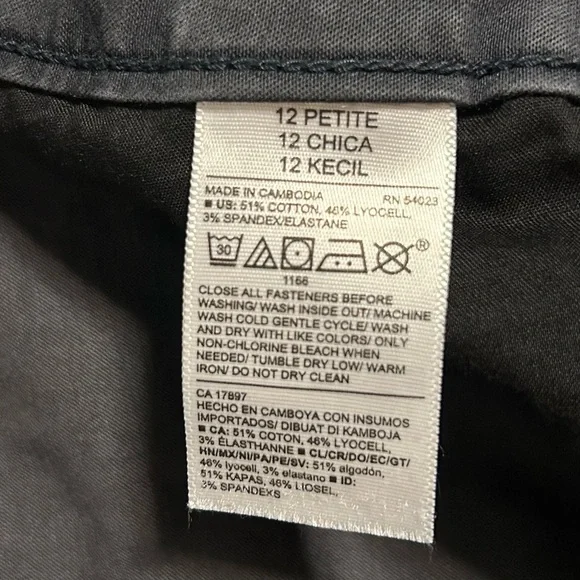 12 PETITE
12 CHICA
12 KECIL
MADE IN CAMBODIA RN 54023
■ US: 51% COTTON, 46% LYOCELL,
3% SPANDEX/ELASTANE
30 ®
1166
CLOSE ALL FASTENERS BEFORE
WASHING/ WASH INSIDE OUT/ MACHINE
WASH COLD GENTLE CYCLE/ WASH
AND DRY WITH LIKE COLORS/ ONLY
NON-CHLORINE BLEACH WHEN
NEEDED/ TUMBLE DRY LOW/ WARM
IRON/ DO NOT DRY CLEAN
CA 17897
HECHO EN CAMBOYA CON INSUMOS
IMPORTADOS/ DIBUAT DI KAMBOJA
■ CA: 51% COTON, 46% LYOCELL,
3% ÉLASTHANNE ■ CL/CR/DO/EC/GT/
HN/MX/NI/PA/PE/SV: 51% algodón,
46% lyocell, 3% elastano ■ ID:
51% KAPAS, 46% LIOSEL,
3% SPANDEKS